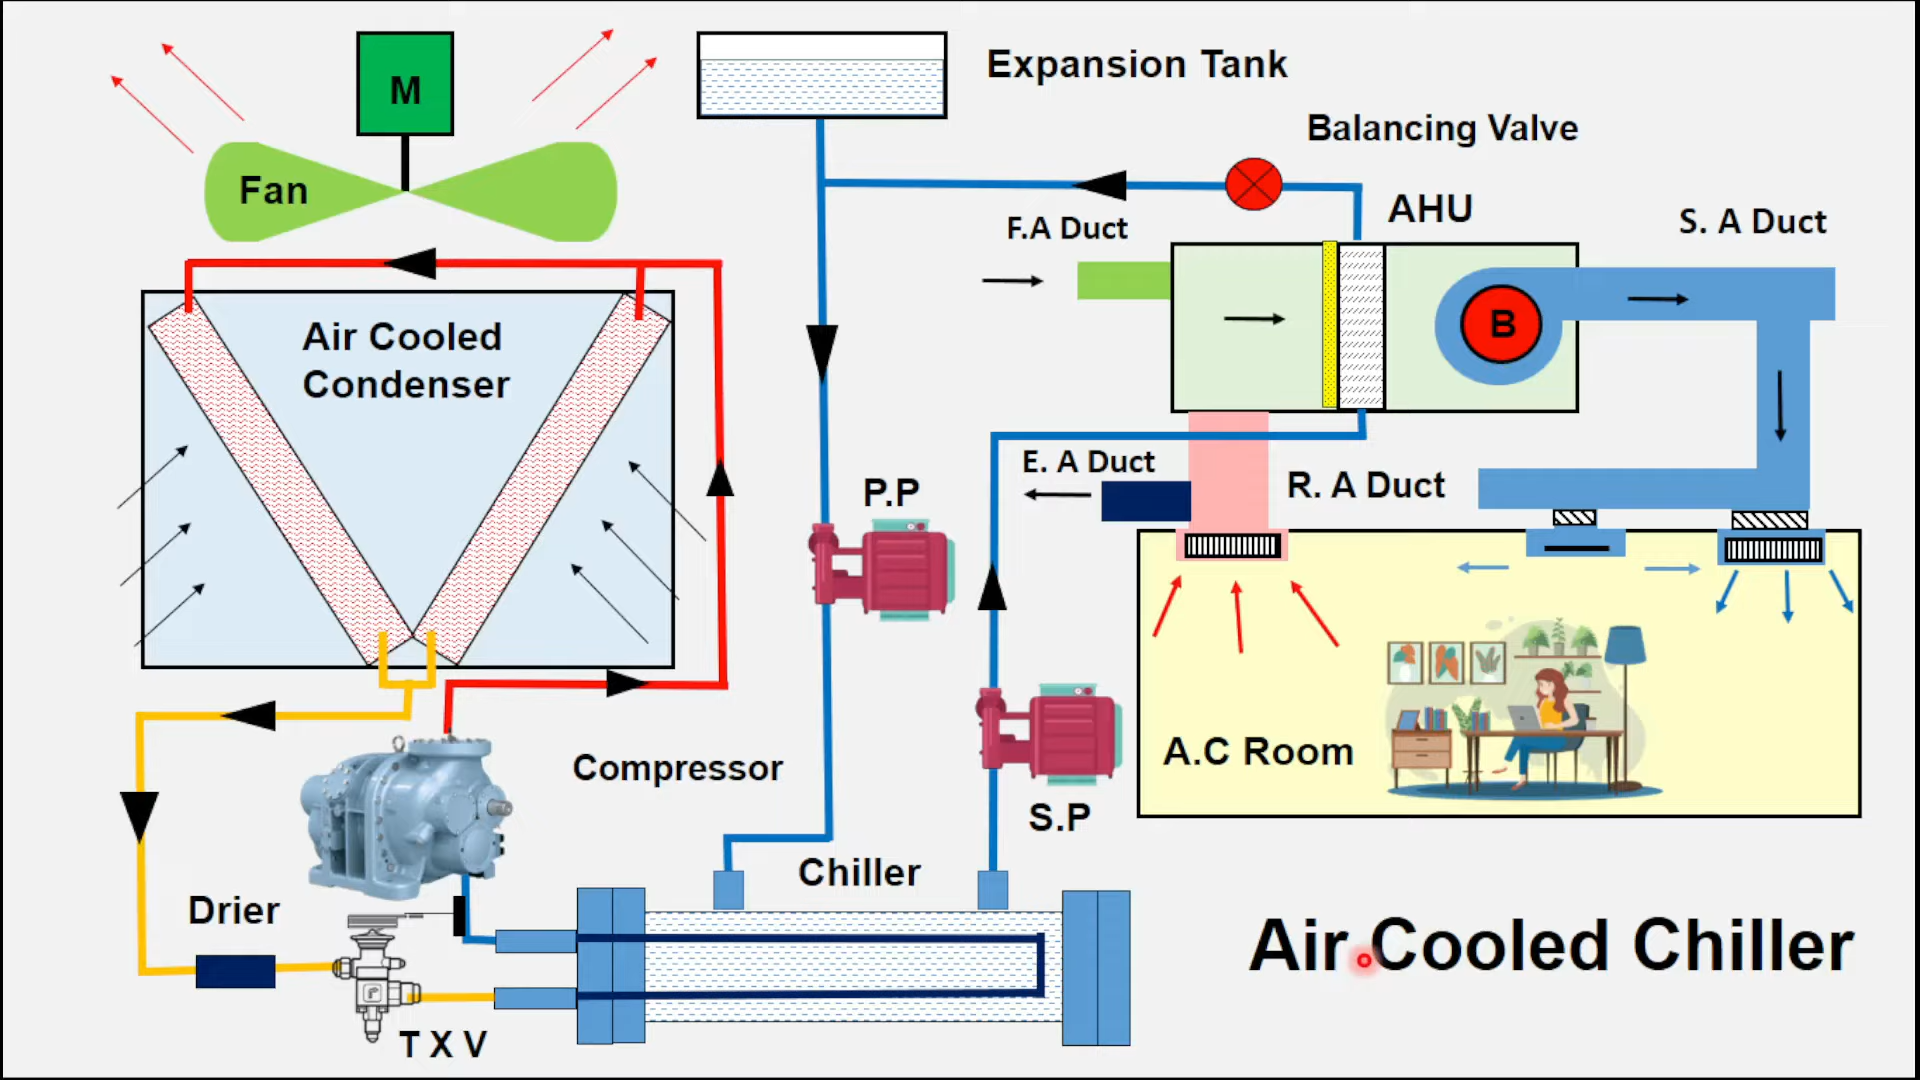 M
Fan
Expansion Tank
Balancing Valve
AHU
F.A Duct
S. A Duct
B
Air Cooled
Condenser
E. A Duct
R. A Duct
P.P
A.C Room
Compressor
S.P
Chiller
Drier
T X V
Air Cooled Chiller